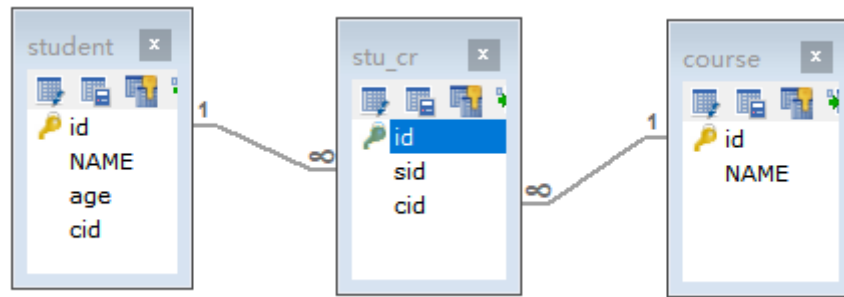 student
id
NAME
age
cid
1
∞
stu_cr
id
sid
cid
∞
1
course
id
NAME